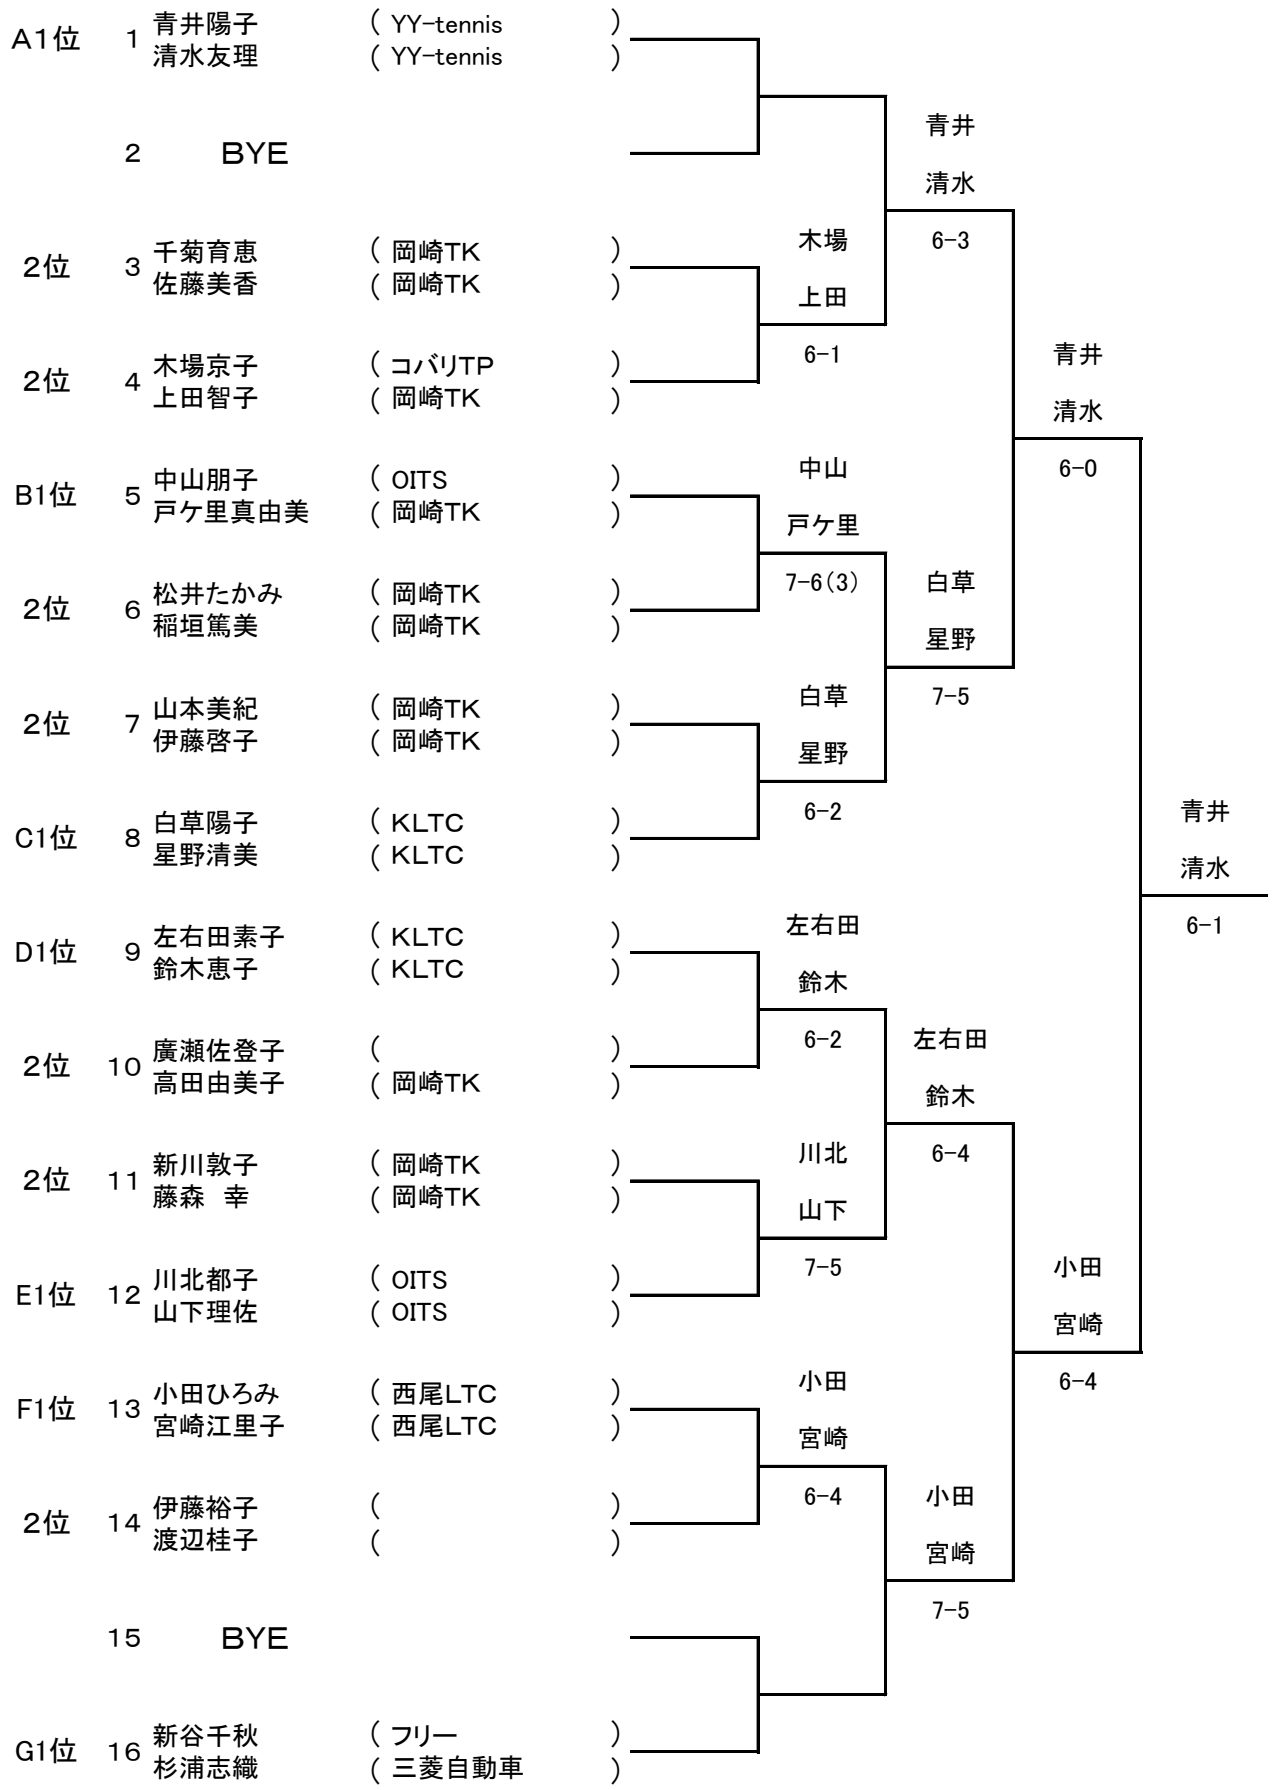 A1位 1 青井陽子 ( YY-tennis )
清水友理 ( YY-tennis )
2 BYE
2位 3 千菊育恵 ( 岡崎TK )
佐藤美香 ( 岡崎TK )
2位 4 木場京子 ( コバリTP )
上田智子 ( 岡崎TK )
B1位 5 中山朋子 ( OITS )
戸ケ里真由美 ( 岡崎TK )
2位 6 松井たかみ ( 岡崎TK )
稲垣篤美 ( 岡崎TK )
2位 7 山本美紀 ( 岡崎TK )
伊藤啓子 ( 岡崎TK )
C1位 8 白草陽子 ( KLTC )
星野清美 ( KLTC )
D1位 9 左右田素子 ( KLTC )
鈴木恵子 ( KLTC )
2位 10 廣瀬佐登子 ( )
高田由美子 ( 岡崎TK )
2位 11 新川敦子 ( 岡崎TK )
藤森　幸 ( 岡崎TK )
E1位 12 川北都子 ( OITS )
山下理佐 ( OITS )
F1位 13 小田ひろみ ( 西尾LTC )
宮崎江里子 ( 西尾LTC )
2位 14 伊藤裕子 ( )
渡辺桂子 ( )
15 BYE
G1位 16 新谷千秋 ( フリー )
杉浦志織 ( 三菱自動車 )
木場
上田
6-1
中山
戸ケ里
7-6(3)
白草
星野
6-2
左右田
鈴木
6-2
川北
山下
7-5
小田
宮崎
6-4
青井
清水
6-3
白草
星野
7-5
左右田
鈴木
6-4
小田
宮崎
7-5
青井
清水
6-0
小田
宮崎
6-4
青井
清水
6-1